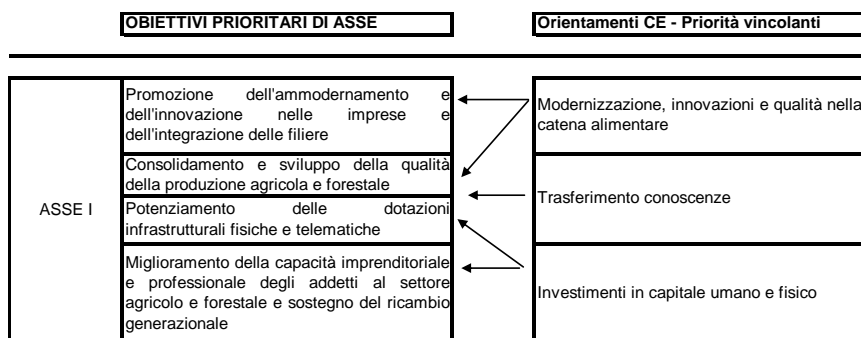 OBIETTIVI PRIORITARI DI ASSE
Orientamenti CE - Priorità vincolanti
ASSE I
Promozione dell'ammodernamento e
dell'innovazione nelle imprese e
dell'integrazione delle filiere
Consolidamento e sviluppo della qualità
della produzione agricola e forestale
Potenziamento delle dotazioni
infrastrutturali fisiche e telematiche
Miglioramento della capacità imprenditoriale
e professionale degli addetti al settore
agricolo e forestale e sostegno del ricambio
generazionale
Modernizzazione, innovazioni e qualità nella
catena alimentare
Trasferimento conoscenze
Investimenti in capitale umano e fisico